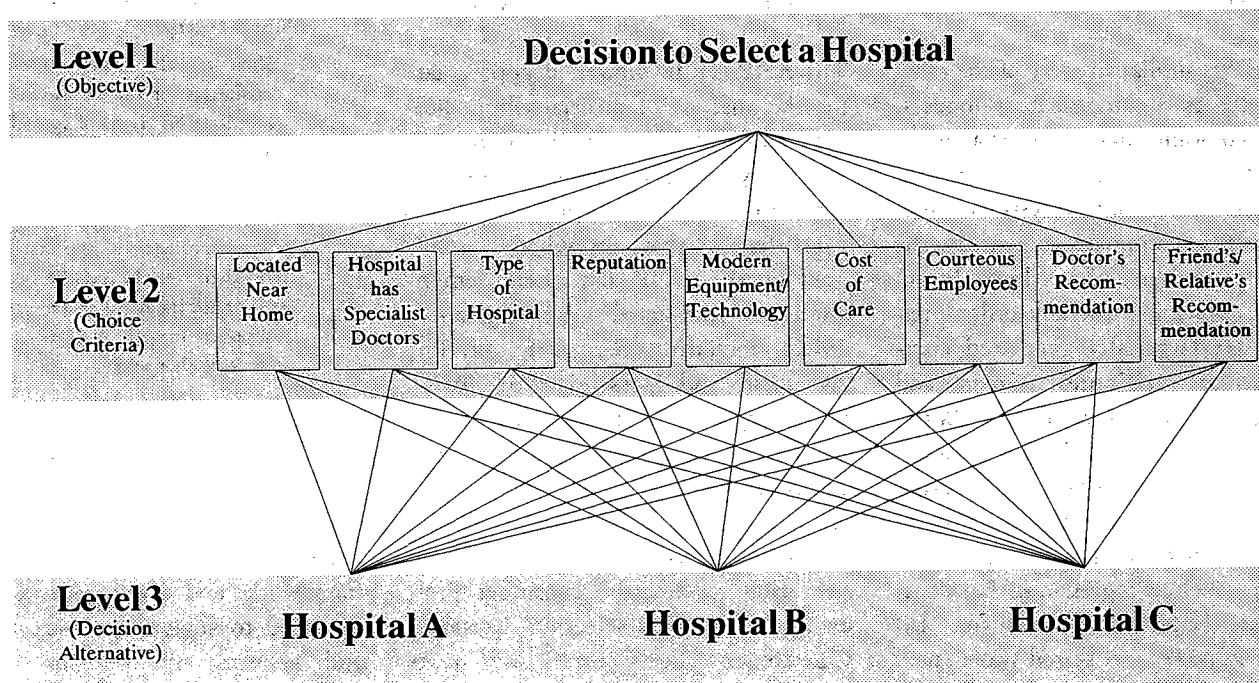 Level 1
(Objective)
Decision to Select a Hospital
Level 2
(Choice
Criteria)
Located
Near
Home
Hospital
has
Specialist
Doctors
Type
of
Hospital
Reputation
Modern
Equipment/
Technology
Cost
of
Care
Courteous
Employees
Doctor's
Recom-
mendation
Friend's/
Relative's
Recom-
mendation
Level 3
(Decision
Alternative)
Hospital A
Hospital B
Hospital C